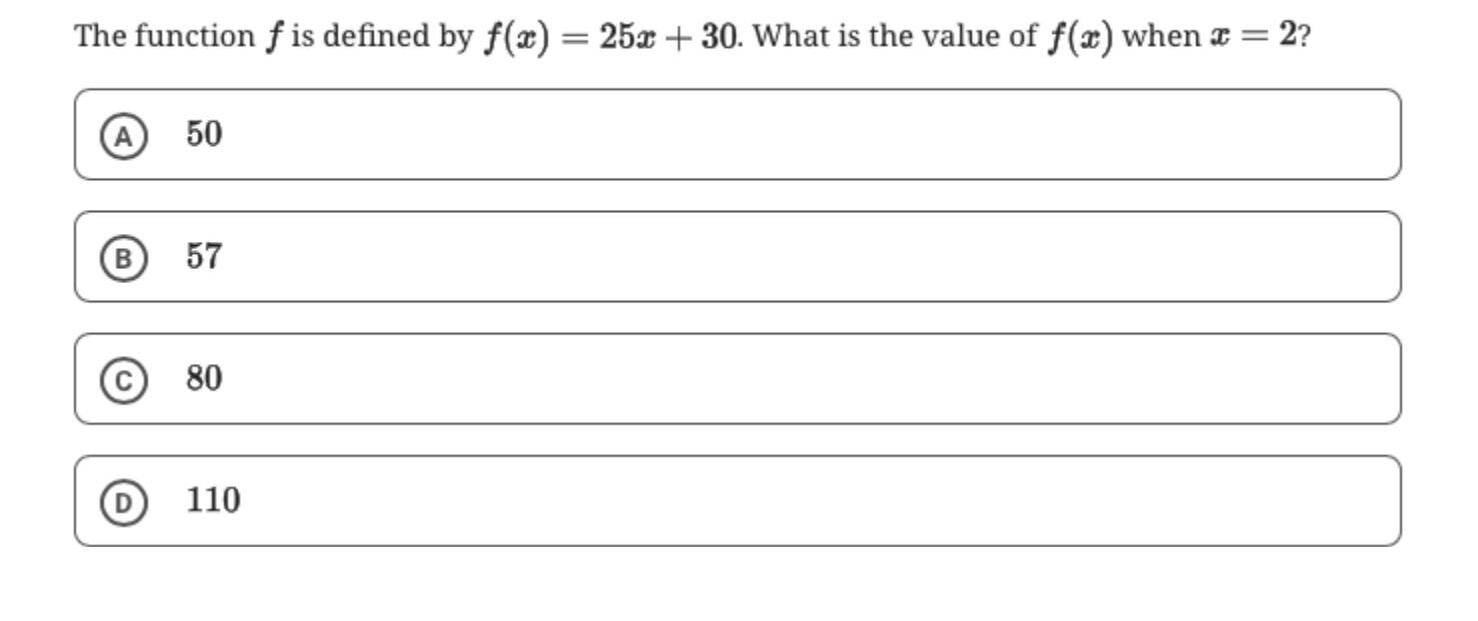 The function f is defined by f(x) = 25x + 30. What is the value of f(x) when x = 2?
A 50
B 57
C 80
D 110